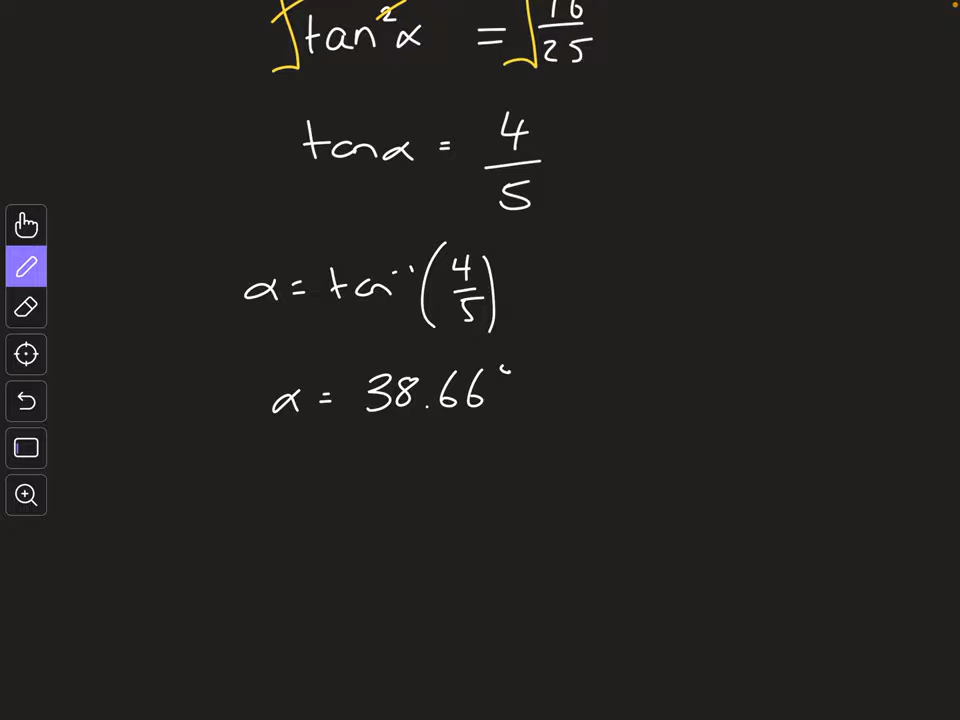 √tan²α = √16/25
tanα = 4/5
α = tan⁻¹(4/5)
α = 38.66°